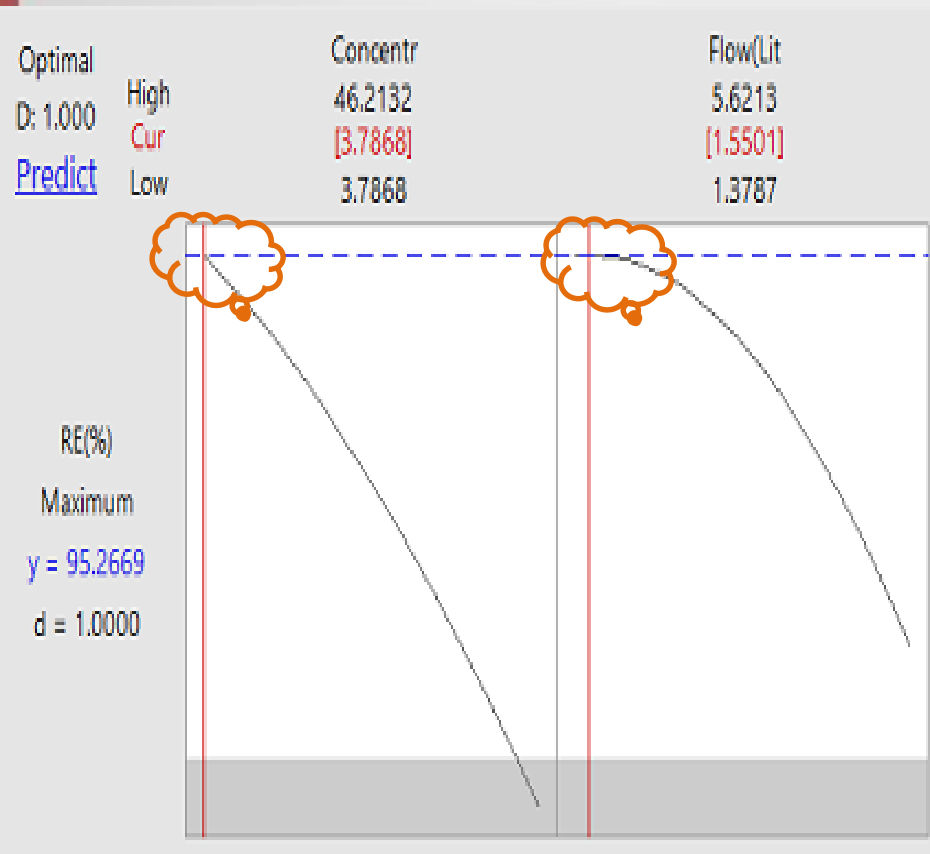 Optimal
D: 1.000
Predict
High
Cur
Low
Concentr
46.2132
[3.7868]
3.7868
Flow(Lit
5.6213
[1.5501]
1.3787
RE(%)
Maximum
y = 95.2669
d = 1.0000